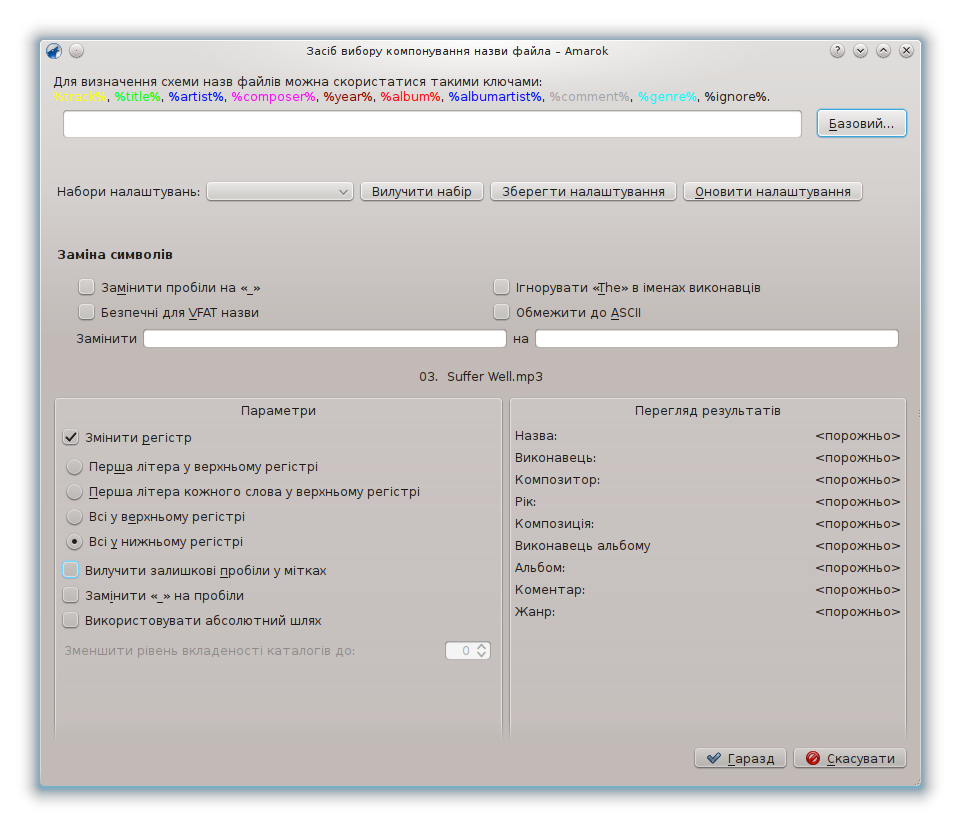 Засіб вибору компонування назви файла – Amarok
Для визначення схеми назв файлів можна скористатися такими ключами:
%track%, %title%, %artist%, %composer%, %year%, %album%, %albumartist%, %comment%, %genre%, %ignore%.
Базовий...
Набори налаштувань: Вилучити набір Зберегти налаштування Оновити налаштування
Заміна символів
Замінити пробіли на «_» Ігнорувати «The» в іменах виконавців
Безпечні для VFAT назви Обмежити до ASCII
Замінити на
03. Suffer Well.mp3
Параметри
Змінити регістр
Перша літера у верхньому регістрі
Перша літера кожного слова у верхньому регістрі
Всі у верхньому регістрі
Всі у нижньому регістрі
Вилучити залишкові пробіли у мітках
Замінити «_» на пробіли
Використовувати абсолютний шлях
Зменшити рівень вкладеності каталогів до: 0
Перегляд результатів
Назва: <порожньо>
Виконавець: <порожньо>
Композитор: <порожньо>
Рік: <порожньо>
Композиція: <порожньо>
Виконавець альбому <порожньо>
Альбом: <порожньо>
Коментар: <порожньо>
Жанр: <порожньо>
Гаразд Скасувати